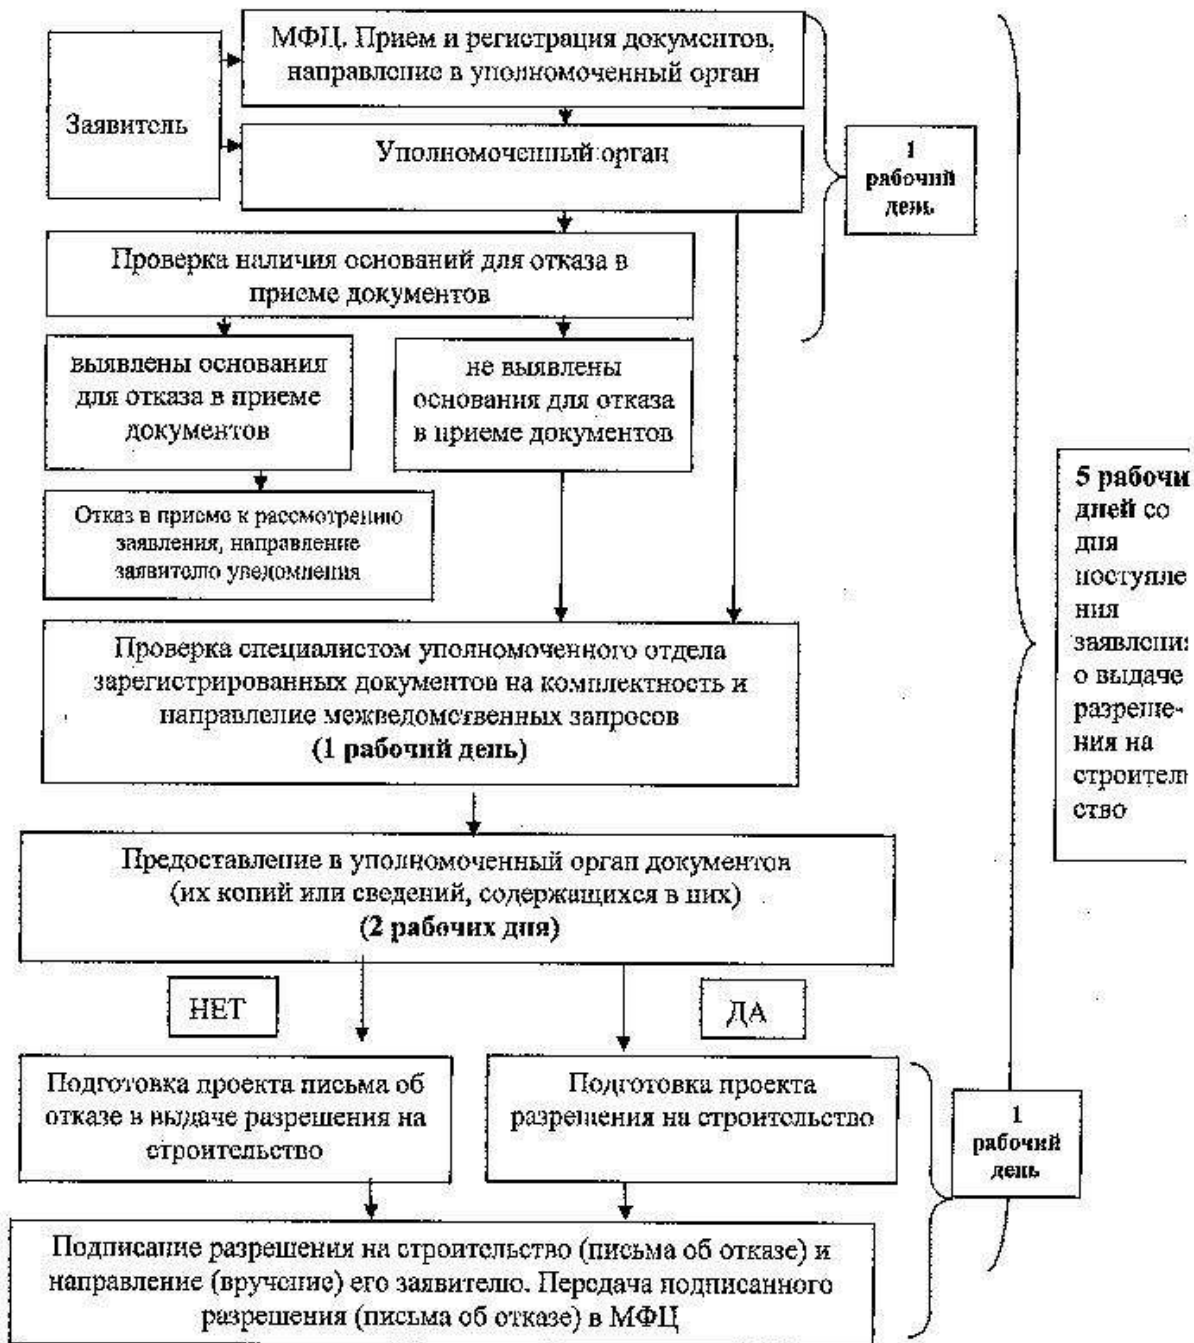 МФЦ. Прием и регистрация документов,
направление в уполномоченный орган
Заявитель
Уполномоченный орган
1
рабочий
день
Проверка наличия оснований для отказа в
приеме документов
выявлены основания
для отказа в приеме
документов
не выявлены
основания для отказа
в приеме документов
Отказ в приеме к рассмотрению
заявления, направление
заявителю уведомления
5 рабочи
дней со
дня
поступле
ния
заявления
о выдаче
разреше-
ния на
строитель
ство
Проверка специалистом уполномоченного отдела
зарегистрированных документов на комплектность и
направление межведомственных запросов
(1 рабочий день)
Предоставление в уполномоченный орган документов
(их копий или сведений, содержащихся в них)
(2 рабочих дня)
НЕТ
ДА
Подготовка проекта письма об
отказе в выдаче разрешения на
строительство
Подготовка проекта
разрешения на строительство
1
рабочий
день
Подписание разрешения на строительство (письма об отказе) и
направление (вручение) его заявителю. Передача подписанного
разрешения (письма об отказе) в МФЦ